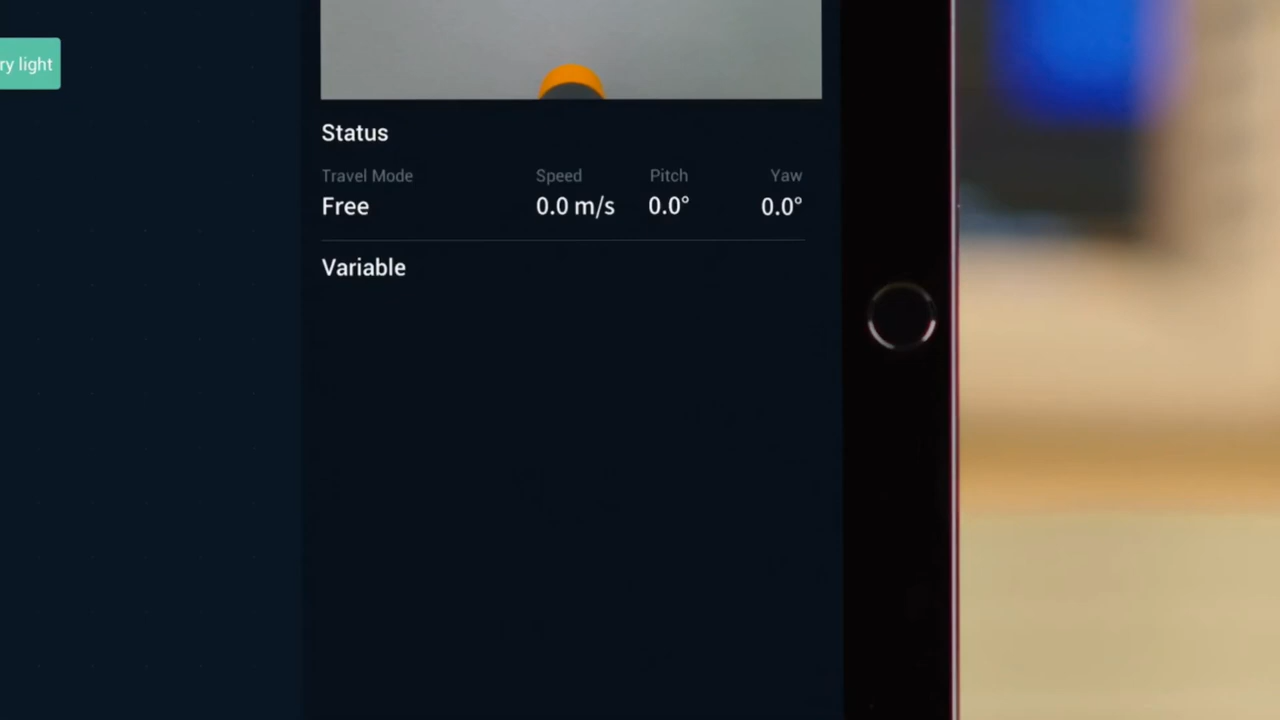 ry light
Status
Travel Mode Speed Pitch Yaw
Free 0.0 m/s 0.0° 0.0°
Variable